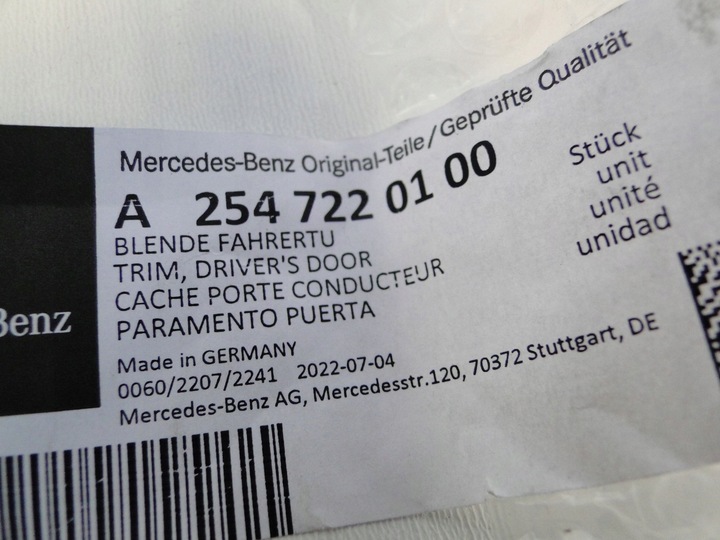 Mercedes-Benz Original-Teile/Geprüfte Qualität
A 254 722 01 00
BLENDE FAHRERTU
TRIM, DRIVER'S DOOR
CACHE PORTE CONDUCTEUR
PARAMENTO PUERTA
Stück
unit
unité
unidad
Benz
Made in GERMANY
0060/2207/2241 2022-07-04
Mercedes-Benz AG, Mercedesstr.120, 70372 Stuttgart, DE